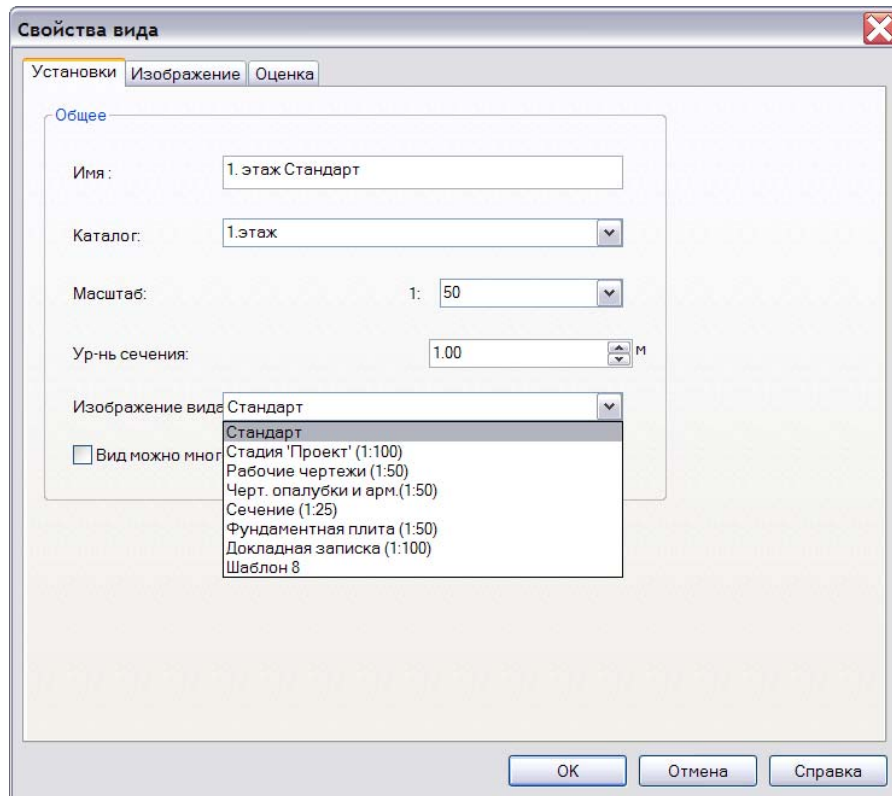 Свойства вида
Установки Изображение Оценка
Общее
Имя : 1. этаж Стандарт
Каталог: 1.этаж
Масштаб: 1: 50
Ур-нь сечения: 1.00 м
Изображение вида Стандарт
Стандарт
Вид можно мног Стадия 'Проект' (1:100)
Рабочие чертежи (1:50)
Черт. опалубки и арм.(1:50)
Сечение (1:25)
Фундаментная плита (1:50)
Докладная записка (1:100)
Шаблон 8
OK Отмена Справка